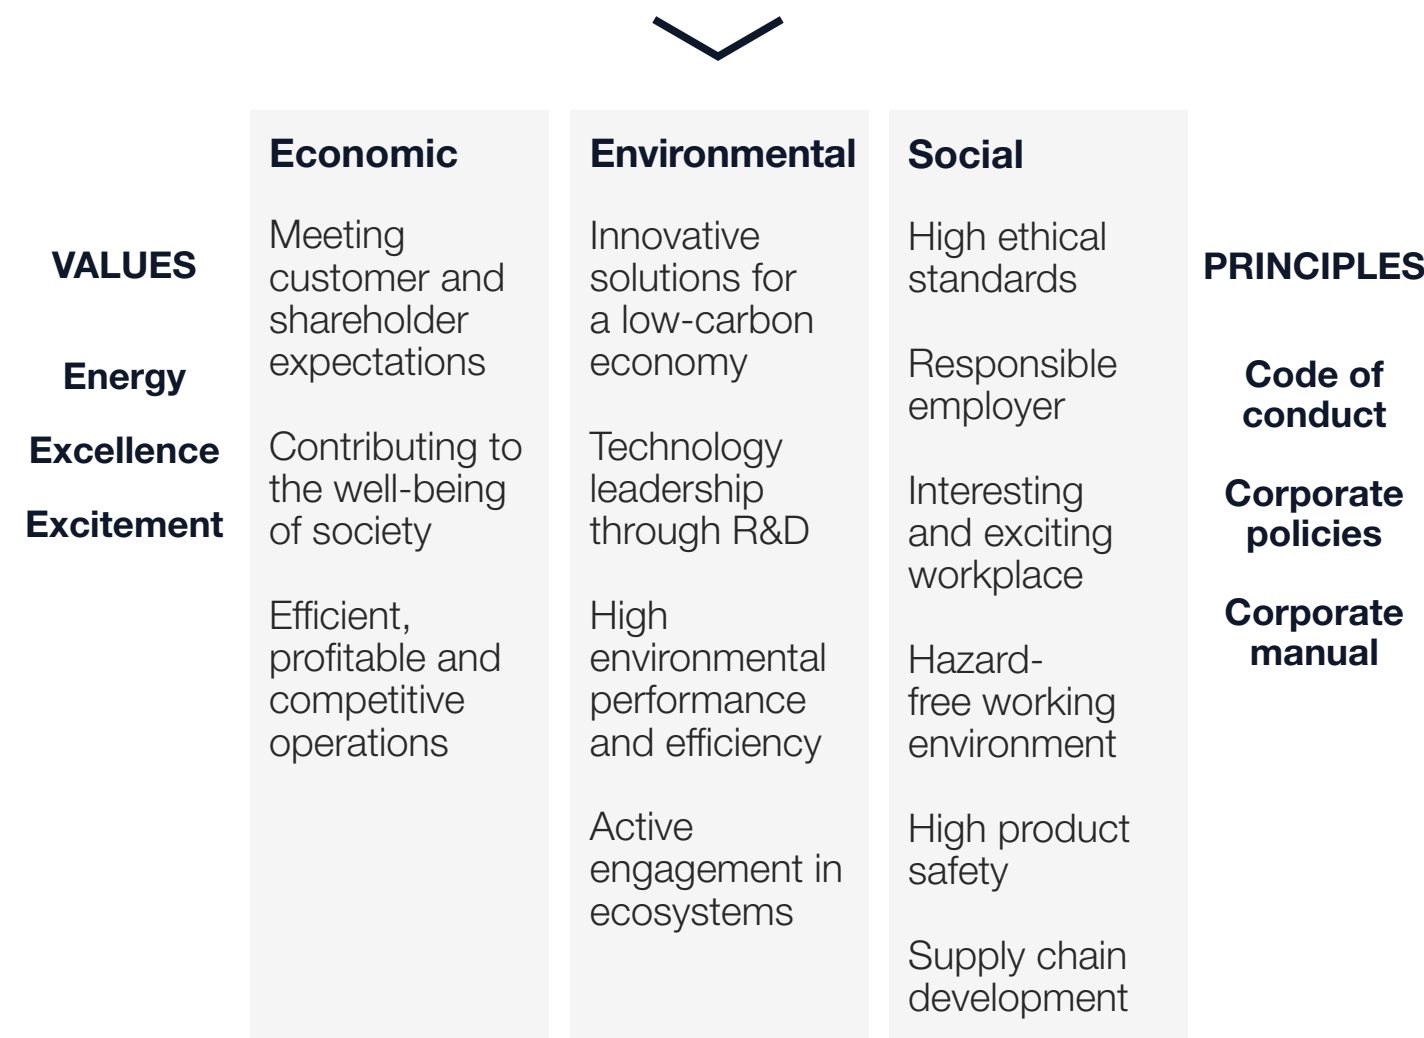 VALUES
Energy
Excellence
Excitement
Economic
Meeting
customer and
shareholder
expectations
Contributing to
the well-being
of society
Efficient,
profitable and
competitive
operations
Environmental
Innovative
solutions for
a low-carbon
economy
Technology
leadership
through R&D
High
environmental
performance
and efficiency
Active
engagement in
ecosystems
Social
High ethical
standards
Responsible
employer
Interesting
and exciting
workplace
Hazard-
free working
environment
High product
safety
Supply chain
development
PRINCIPLES
Code of
conduct
Corporate
policies
Corporate
manual